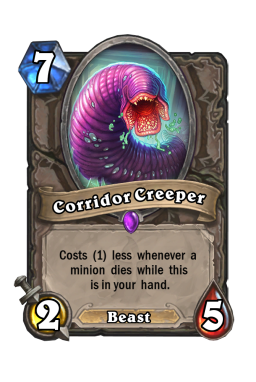 7
Corridor Creeper
Costs (1) less whenever a
minion dies while this
is in your hand.
2
Beast
5